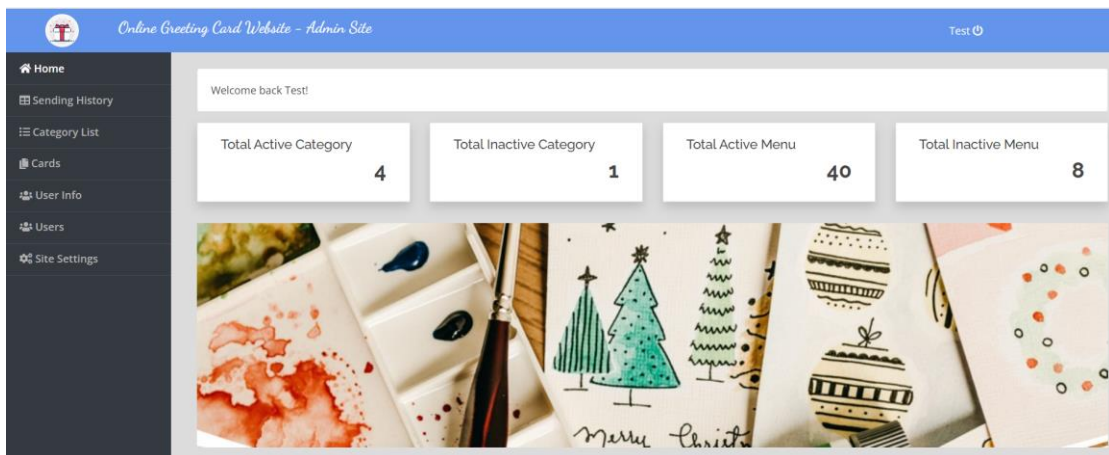 Online Greeting Card Website - Admin Site
Test
Home
Sending History
Category List
Cards
User Info
Users
Site Settings
Welcome back Test!
Total Active Category
4
Total Inactive Category
1
Total Active Menu
40
Total Inactive Menu
8
Merry Christm